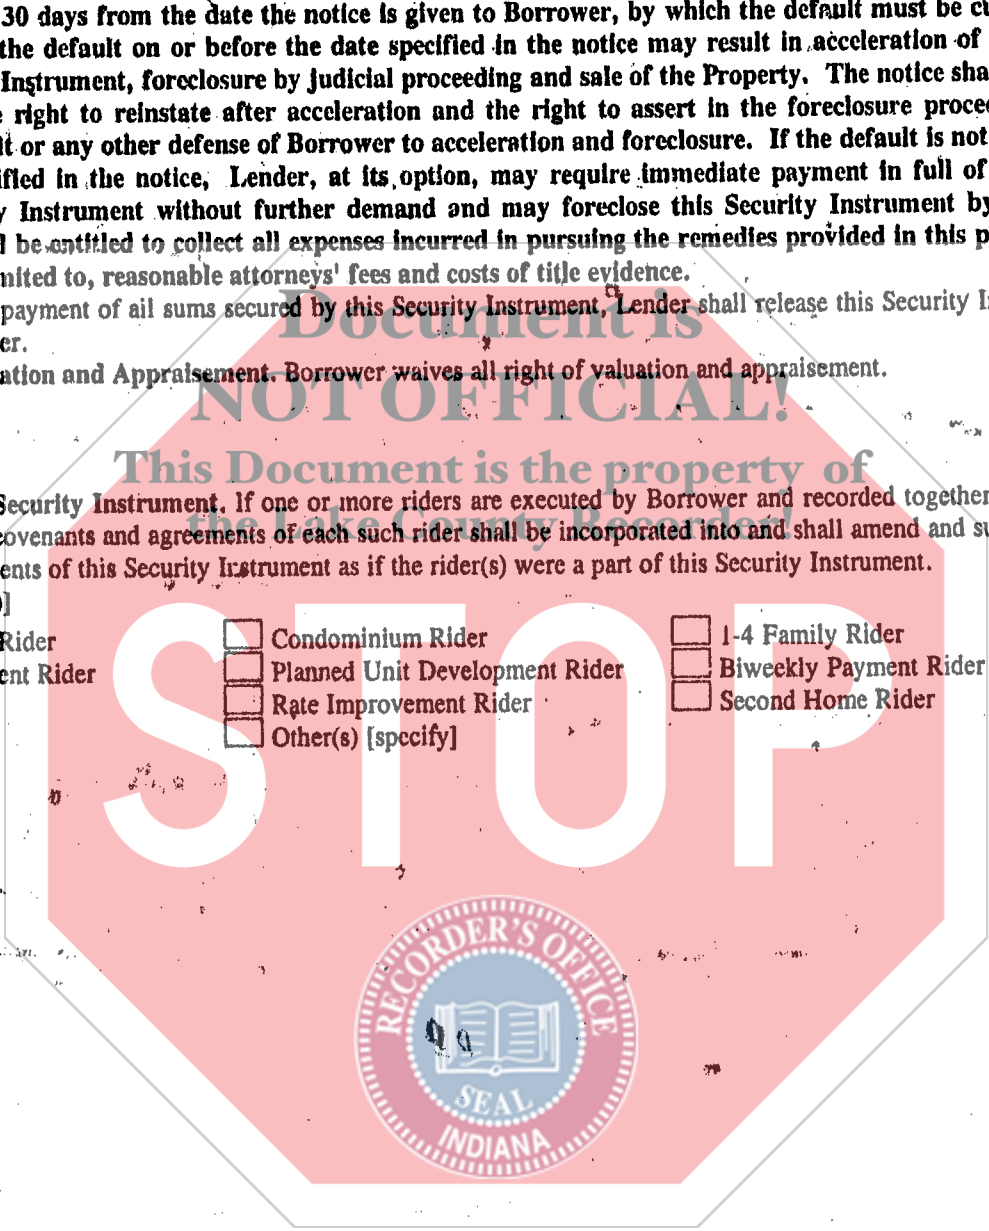 30 days from the date the notice is given to Borrower, by which the default must be
the default on or before the date specified in the notice may result in acceleration of
Instrument, foreclosure by judicial proceeding and sale of the Property. The notice sha
right to reinstate after acceleration and the right to assert in the foreclosure procee
lt or any other defense of Borrower to acceleration and foreclosure. If the default is not
ified in the notice, Lender, at its option, may require immediate payment in full of
y Instrument without further demand and may foreclose this Security Instrument by
l be entitled to collect all expenses incurred in pursuing the remedies provided in this p
mited to, reasonable attorneys' fees and costs of title evidence.
payment of all sums secured by this Security Instrument, Lender shall release this Security I
er.
ation and Appraisement. Borrower waives all right of valuation and appraisement.
Document is
NOT OFFICIAL!
This Document is the property of
the Lake County Recorder!
Security Instrument. If one or more riders are executed by Borrower and recorded together
covenants and agreements of each such rider shall be incorporated into and shall amend and su
ents of this Security Instrument as if the rider(s) were a part of this Security Instrument.
)]
Rider Condominium Rider 1-4 Family Rider
ent Rider Planned Unit Development Rider Biweekly Payment Rider
Rate Improvement Rider Second Home Rider
Other(s) [specify]
STOP
RECORDER'S OFFICE
SEAL
INDIANA